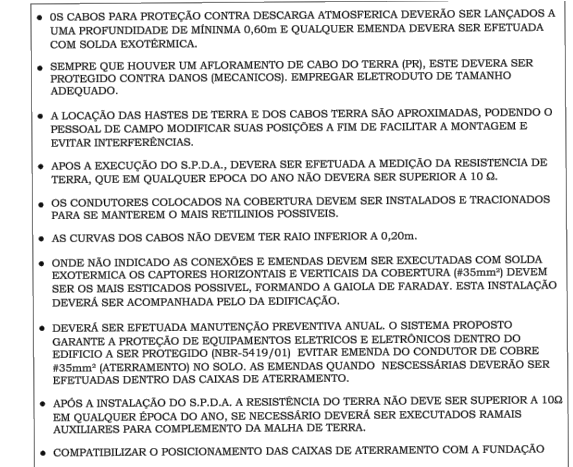 • 0S CABOS PARA PROTEÇÃO CONTRA DESCARGA ATMOSFERICA DEVERÃO SER LANÇADOS A
UMA PROFUNDIDADE DE MÍNINMA 0,60m E QUALQUER EMENDA DEVERA SER EFETUADA
COM SOLDA EXOTÉRMICA.
• SEMPRE QUE HOUVER UM AFLORAMENTO DE CABO DO TERRA (PR), ESTE DEVERA SER
PROTEGIDO CONTRA DANOS (MECANICOS). EMPREGAR ELETRODUTO DE TAMANHO
ADEQUADO.
• A LOCAÇÃO DAS HASTES DE TERRA E DOS CABOS TERRA SÃO APROXIMADAS, PODENDO O
PESSOAL DE CAMPO MODIFICAR SUAS POSIÇÕES A FIM DE FACILITAR A MONTAGEM E
EVITAR INTERFERÊNCIAS.
• APOS A EXECUÇÃO DO S.P.D.A., DEVERA SER EFETUADA A MEDIÇÃO DA RESISTENCIA DE
TERRA, QUE EM QUALQUER EPOCA DO ANO NÃO DEVERA SER SUPERIOR A 10 Ω.
• OS CONDUTORES COLOCADOS NA COBERTURA DEVEM SER INSTALADOS E TRACIONADOS
PARA SE MANTEREM O MAIS RETILINIOS POSSIVEIS.
• AS CURVAS DOS CABOS NÃO DEVEM TER RAIO INFERIOR A 0,20m.
• ONDE NÃO INDICADO AS CONEXÕES E EMENDAS DEVEM SER EXECUTADAS COM SOLDA
EXOTERMICA OS CAPTORES HORIZONTAIS E VERTICAIS DA COBERTURA (#35mm²) DEVEM
SER OS MAIS ESTICADOS POSSIVEL, FORMANDO A GAIOLA DE FARADAY. ESTA INSTALAÇÃO
DEVERÁ SER ACOMPANHADA PELO DA EDIFICAÇÃO.
• DEVERÁ SER EFETUADA MANUTENÇÃO PREVENTIVA ANUAL. O SISTEMA PROPOSTO
GARANTE A PROTEÇÃO DE EQUIPAMENTOS ELETRICOS E ELETRÔNICOS DENTRO DO
EDIFICIO A SER PROTEGIDO (NBR-5419/01) EVITAR EMENDA DO CONDUTOR DE COBRE
#35mm² (ATERRAMENTO) NO SOLO. AS EMENDAS QUANDO NESCESSÁRIAS DEVERÃO SER
EFETUADAS DENTRO DAS CAIXAS DE ATERRAMENTO.
• APÓS A INSTALAÇÃO DO S.P.D.A. A RESISTÊNCIA DO TERRA NÃO DEVE SER SUPERIOR A 10Ω
EM QUALQUER ÉPOCA DO ANO, SE NECESSÁRIO DEVERÁ SER EXECUTADOS RAMAIS
AUXILIARES PARA COMPLEMENTO DA MALHA DE TERRA.
• COMPATIBILIZAR O POSICIONAMENTO DAS CAIXAS DE ATERRAMENTO COM A FUNDAÇÃO